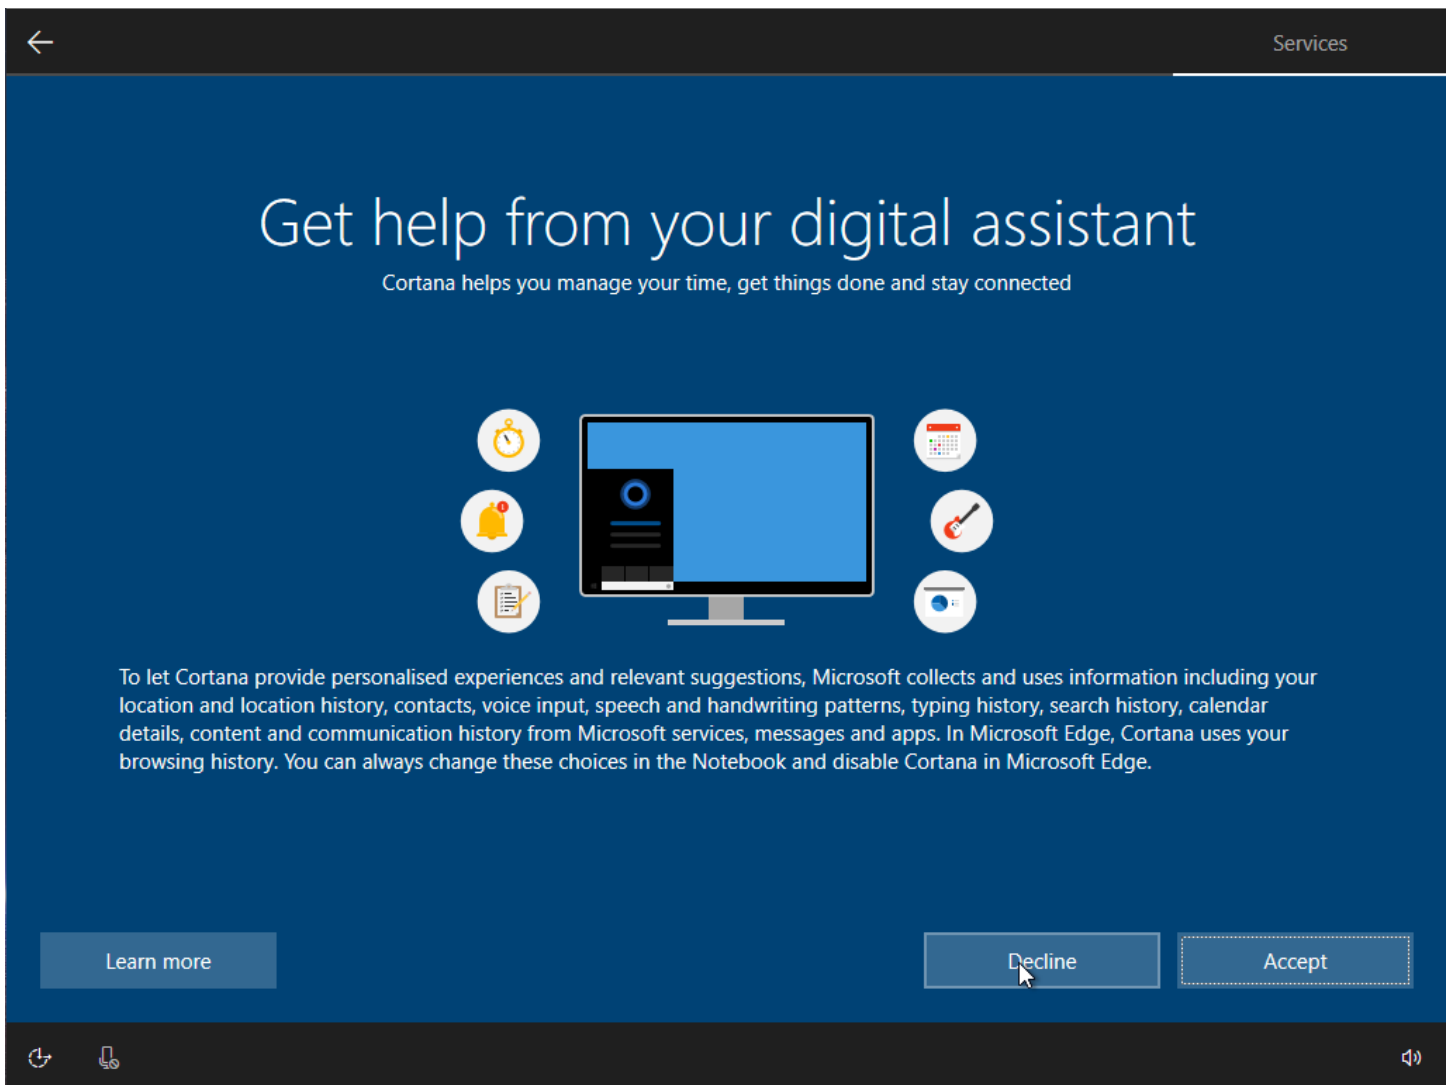 Services
Get help from your digital assistant
Cortana helps you manage your time, get things done and stay connected
To let Cortana provide personalised experiences and relevant suggestions, Microsoft collects and uses information including your
location and location history, contacts, voice input, speech and handwriting patterns, typing history, search history, calendar
details, content and communication history from Microsoft services, messages and apps. In Microsoft Edge, Cortana uses your
browsing history. You can always change these choices in the Notebook and disable Cortana in Microsoft Edge.
Learn more
Decline
Accept